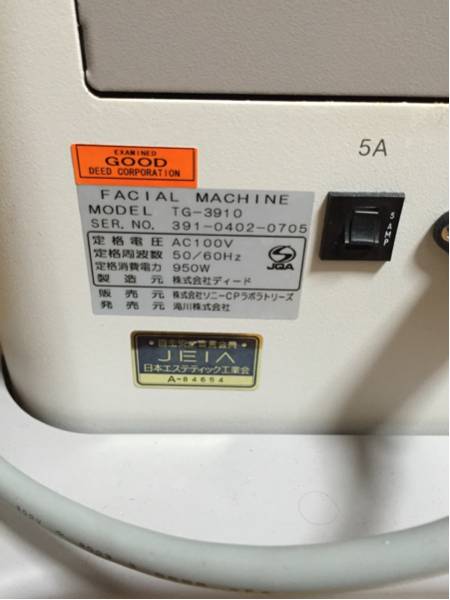 EXAMINED
GOOD
DEED CORPORATION
5A
FACIAL MACHINE
MODEL TG-3910
SER. NO. 391-0402-0705
定格電圧 AC100V
定格周波数 50/60Hz
定格消費電力 950W
JQA
製造元 株式会社ディード
販売元 株式会社ソニーCPラボラトリーズ
発売元 滝川株式会社
5 AMP
JEIA
日本エステティック工業会
A-84654